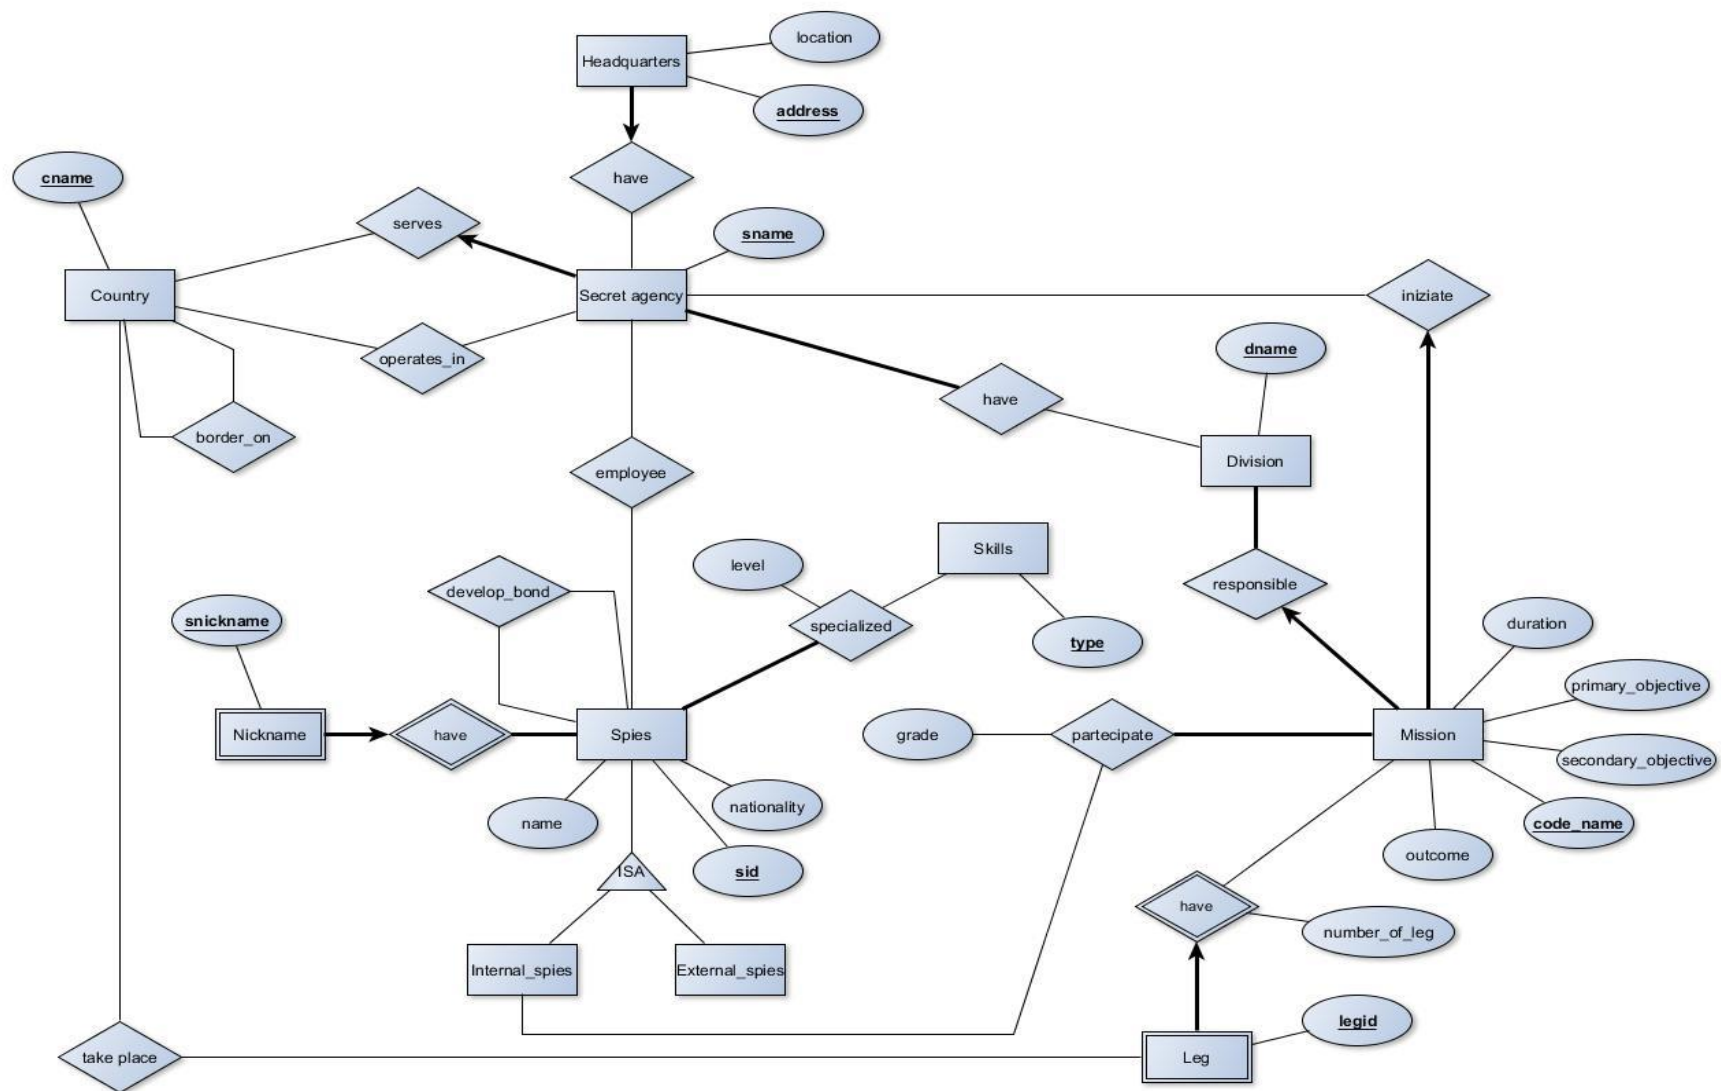 location
Headquarters
address
have
cname
serves
sname
Country
Secret agency
iniziate
operates_in
dname
have
border_on
Division
employee
Skills
level
develop_bond
responsible
snickname
specialized
duration
type
primary_objective
Nickname
have
Spies
grade
partecipate
Mission
secondary_objective
nationality
name
code_name
outcome
ISA
sid
have
number_of_leg
Internal_spies
External_spies
legid
take place
Leg